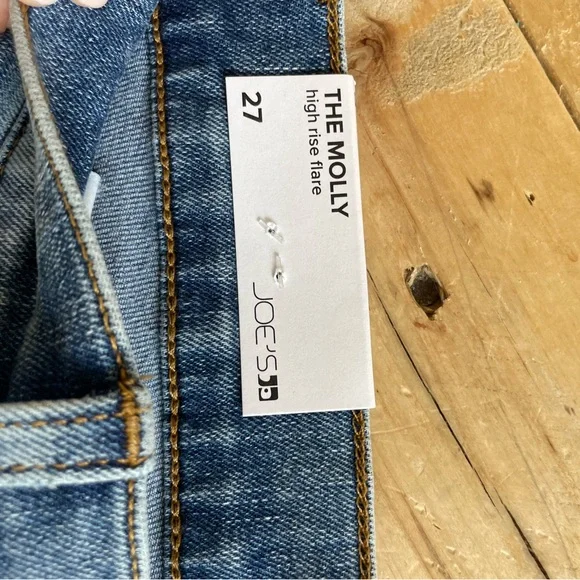 THE MOLLY
high rise flare
27
JOE'S